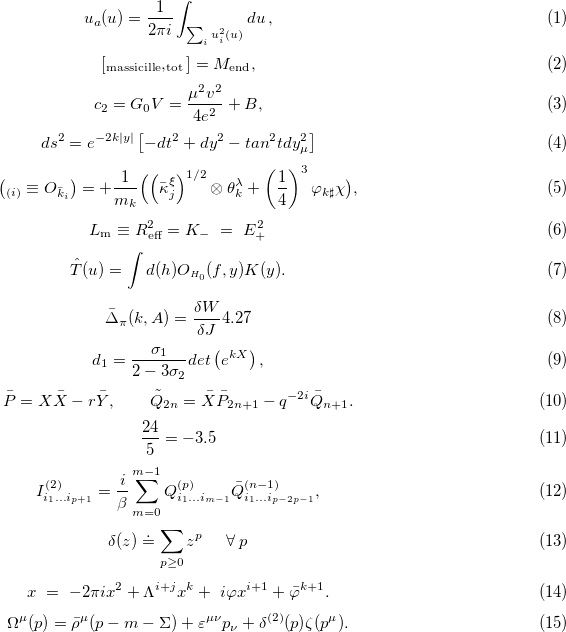 u_a(u) = \frac{1}{2\pi i} \int_{\sum_i u_i^2(u)} du\,, (1)
[_{massicille,tot}] = M_{end}, (2)
c_2 = G_0 V = \frac{\mu^2 v^2}{4e^2} + B, (3)
ds^2 = e^{-2k|y|} [-dt^2 + dy^2 - tan^2 t dy_\mu^2] (4)
(_{(i)} \equiv O_{\bar{k}_i}) = +\frac{1}{m_k} ((\bar{\kappa}_j^\xi)^{1/2} \otimes \theta_k^\lambda + (\frac{1}{4})^3 \varphi_{k\sharp}\chi), (5)
L_m \equiv R_{eff}^2 = K_- = E_+^2 (6)
\hat{T}(u) = \int d(h) O_{H_0}(f, y) K(y). (7)
\bar{\Delta}_\pi(k, A) = \frac{\delta W}{\delta J} 4.27 (8)
d_1 = \frac{\sigma_1}{2 - 3\sigma_2} det(e^{kX}), (9)
\bar{P} = X\bar{X} - r\bar{Y}, \tilde{Q}_{2n} = \bar{X}\bar{P}_{2n+1} - q^{-2i}\bar{Q}_{n+1}. (10)
\frac{24}{5} = -3.5 (11)
I_{i_1 \ldots i_{p+1}}^{(2)} = \frac{i}{\beta} \sum_{m=0}^{m-1} Q_{i_1 \ldots i_{m-1}}^{(p)} \bar{Q}_{i_1 \ldots i_{p-2p-1}}^{(n-1)}, (12)
\delta(z) \doteq \sum_{p \geq 0} z^p \forall p (13)
x = -2\pi i x^2 + \Lambda^{i+j} x^k + i\varphi x^{i+1} + \bar{\varphi}^{k+1}. (14)
\Omega^\mu(p) = \bar{\rho}^\mu(p - m - \Sigma) + \varepsilon^{\mu\nu} p_\nu + \delta^{(2)}(p)\zeta(p^\mu). (15)